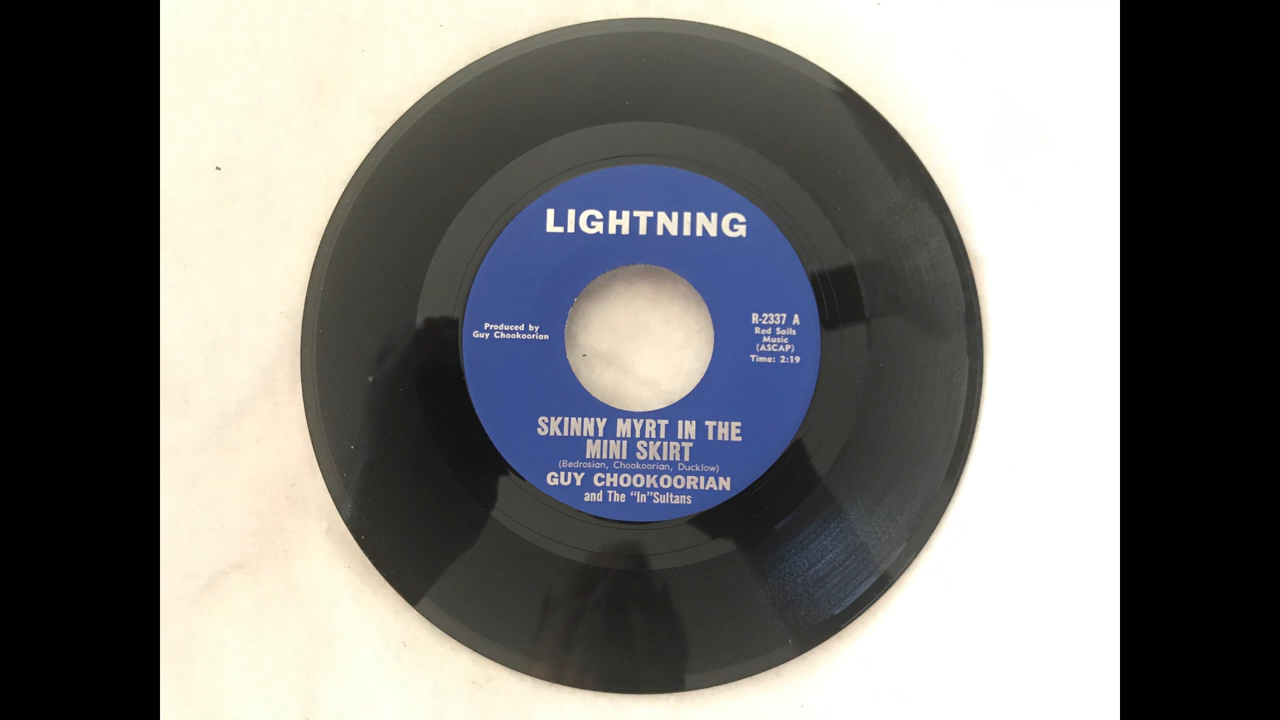 LIGHTNING
Produced by
Guy Chookoorian
R-2337 A
Red Sails
Music
(ASCAP)
Time: 2:19
SKINNY MYRT IN THE
MINI SKIRT
(Bedrosian, Chookoorian, Ducklow)
GUY CHOOKOORIAN
and The "In"Sultans